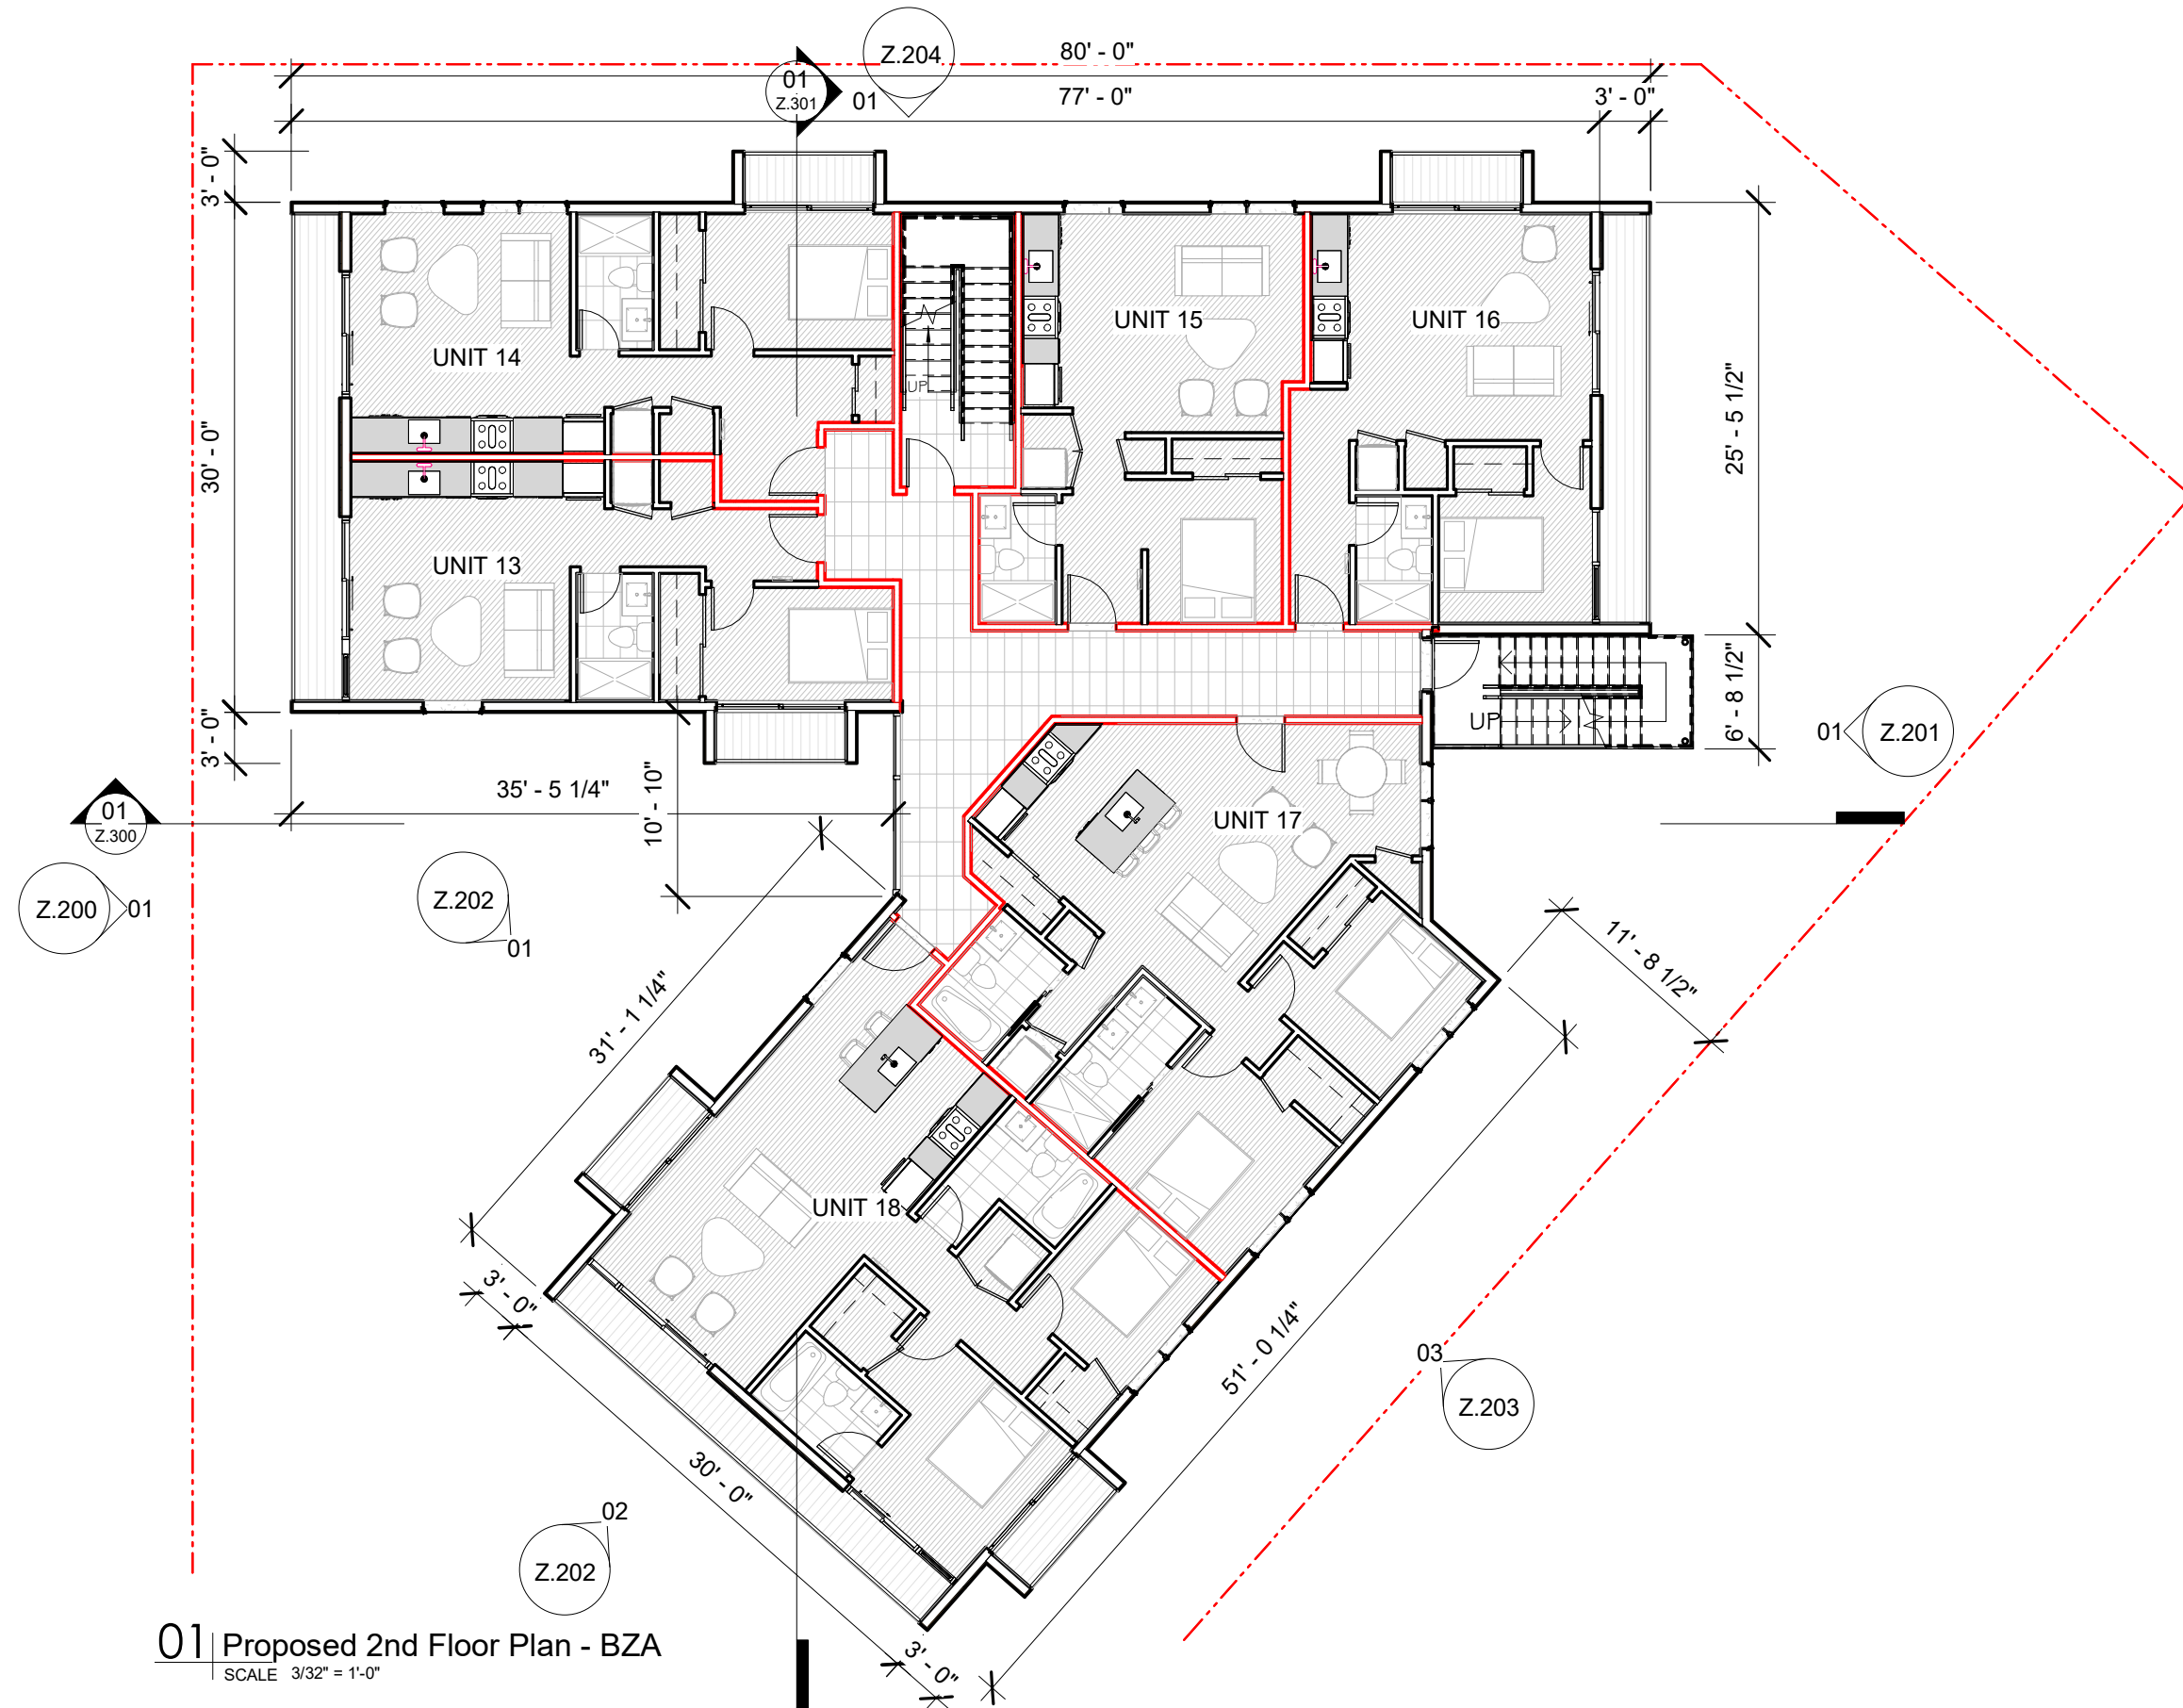 Z.204
80' - 0"
01
Z.301
01
77' - 0"
3' - 0"
3' - 0"
UNIT 14
UNIT 15
UNIT 16
UP
30' - 0"
25' - 5 1/2"
UNIT 13
6' - 8 1/2"
UP
01
Z.201
3' - 0"
35' - 5 1/4"
10' - 10"
01
Z.300
UNIT 17
Z.200
01
Z.202
01
11' - 8 1/2"
31' - 1 1/4"
UNIT 18
3' - 0"
51' - 0 1/4"
03
Z.203
30' - 0"
02
Z.202
3' - 0"
01
Proposed 2nd Floor Plan - BZA
SCALE 3/32" = 1'-0"